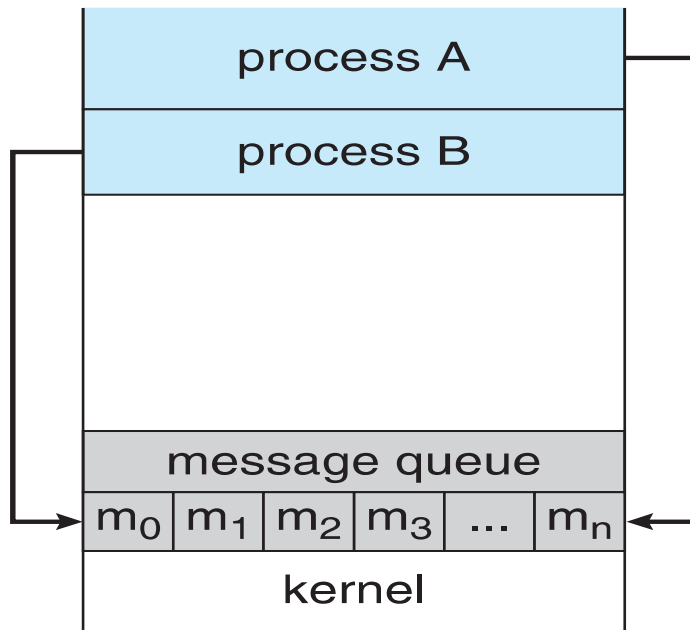 process A
process B
message queue
m₀ m₁ m₂ m₃ ... mₙ
kernel